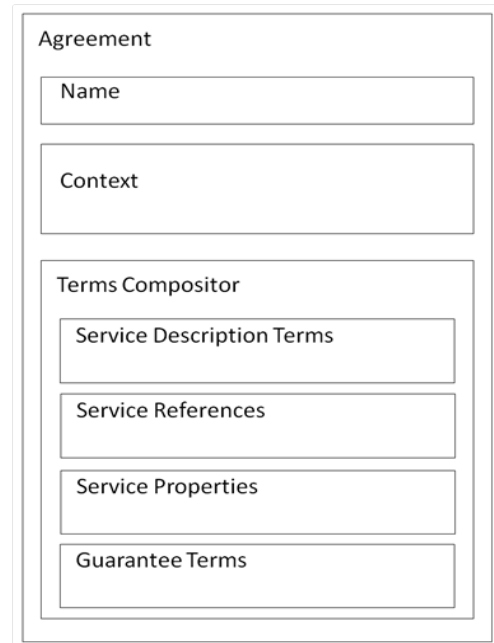 Agreement
Name
Context
Terms Compositor
Service Description Terms
Service References
Service Properties
Guarantee Terms